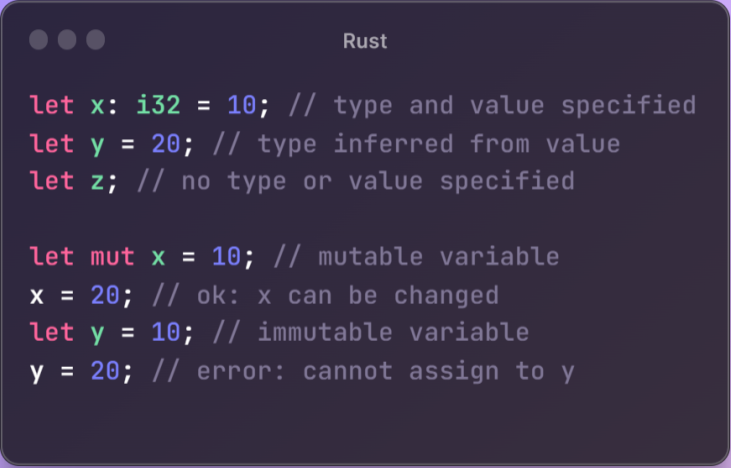 Rust
let x: i32 = 10; // type and value specified
let y = 20; // type inferred from value
let z; // no type or value specified
let mut x = 10; // mutable variable
x = 20; // ok: x can be changed
let y = 10; // immutable variable
y = 20; // error: cannot assign to y